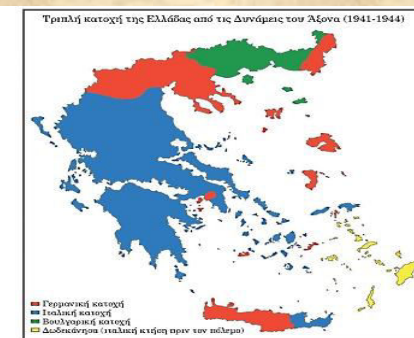 Τριπλή κατοχή της Ελλάδας από τις Δυνάμεις του Άξονα (1941-1944)
Γερμανική κατοχή
Ιταλική κατοχή
Βουλγαρική κατοχή
Δωδεκάνησα (ιταλική κτήση πριν τον πόλεμο)